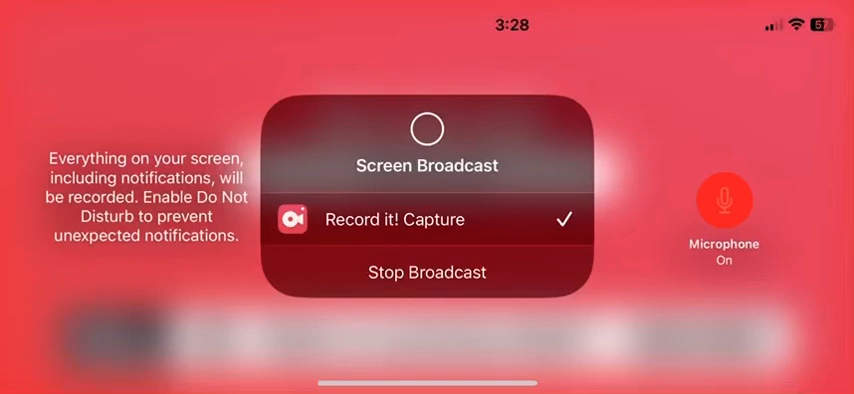 3:28
57
Everything on your screen,
including notifications, will
be recorded. Enable Do Not
Disturb to prevent
unexpected notifications.
Screen Broadcast
Record it! Capture
Stop Broadcast
Microphone
On